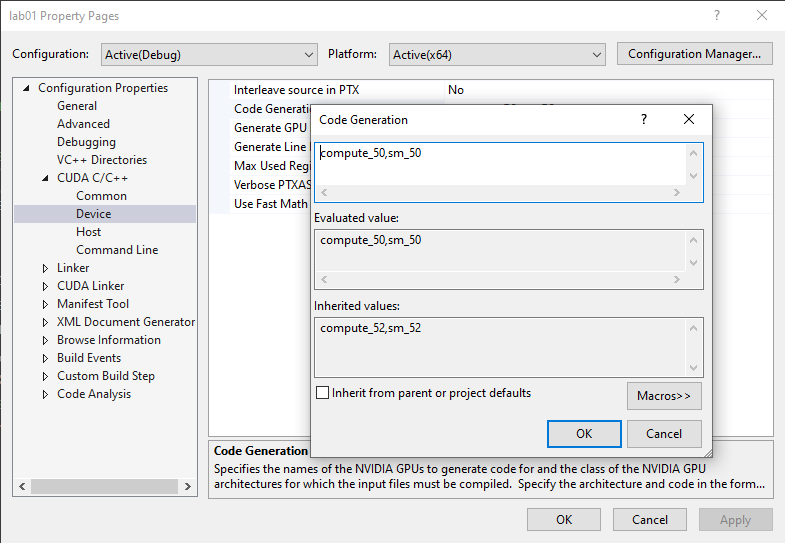 lab01 Property Pages
Configuration: Active(Debug) Platform: Active(x64) Configuration Manager...
Configuration Properties
General
Advanced
Debugging
VC++ Directories
CUDA C/C++
Common
Device
Host
Command Line
Linker
CUDA Linker
Manifest Tool
XML Document Generator
Browse Information
Build Events
Custom Build Step
Code Analysis
Interleave source in PTX No
Code Generati
Generate GPU
Generate Line
Max Used Regi
Verbose PTXAS
Use Fast Math
Code Generation
compute_50,sm_50
Evaluated value:
compute_50,sm_50
Inherited values:
compute_52,sm_52
Inherit from parent or project defaults
Macros>>
OK Cancel
Code Generation
Specifies the names of the NVIDIA GPUs to generate code for and the class of the NVIDIA GPU
architectures for which the input files must be compiled. Specify the architecture and code in the form...
OK Cancel Apply